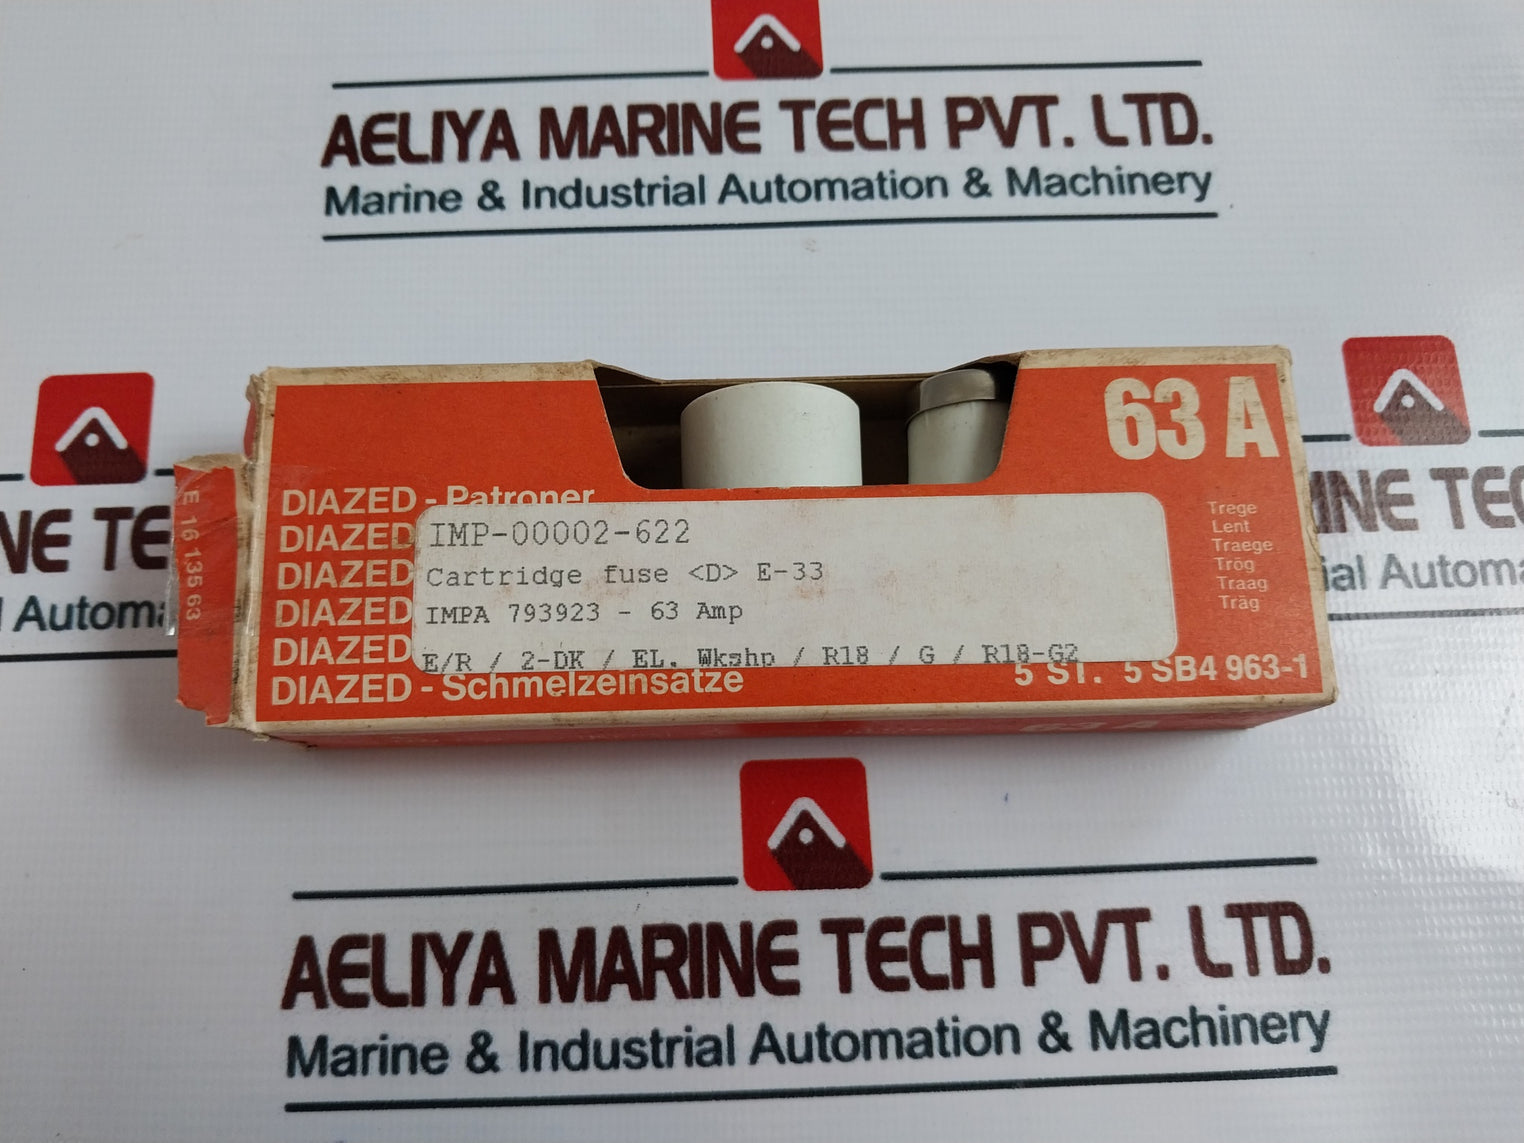 AELIYA MARINE TECH PVT. LTD.
Marine & Industrial Automation & Machinery
63 A
DIAZED - Patroner
DIAZED
DIAZED
DIAZED
DIAZED
DIAZED - Schmelzeinsätze
IMP-00002-622
Cartridge fuse <D> E-33
IMPA 793923 - 63 Amp
E/R / 2-DK / EL. Wkshp / R18 / G / R18-G2
Trege
Lent
Traege
Trög
Traag
Träg
5 ST. 5 SB4 963-1
E 16 135 63
63 A
NE TE
Automa
INE TEC
ial Automa
AELIYA MARINE TECH PVT. LTD.
Marine & Industrial Automation & Machinery